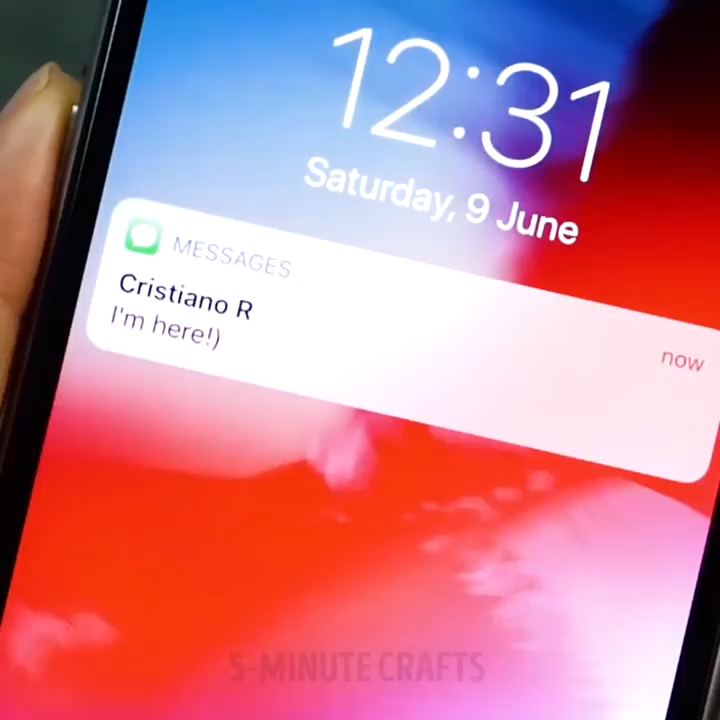 12:31
Saturday, 9 June
MESSAGES
Cristiano R
I'm here!)
now
5-MINUTE CRAFTS